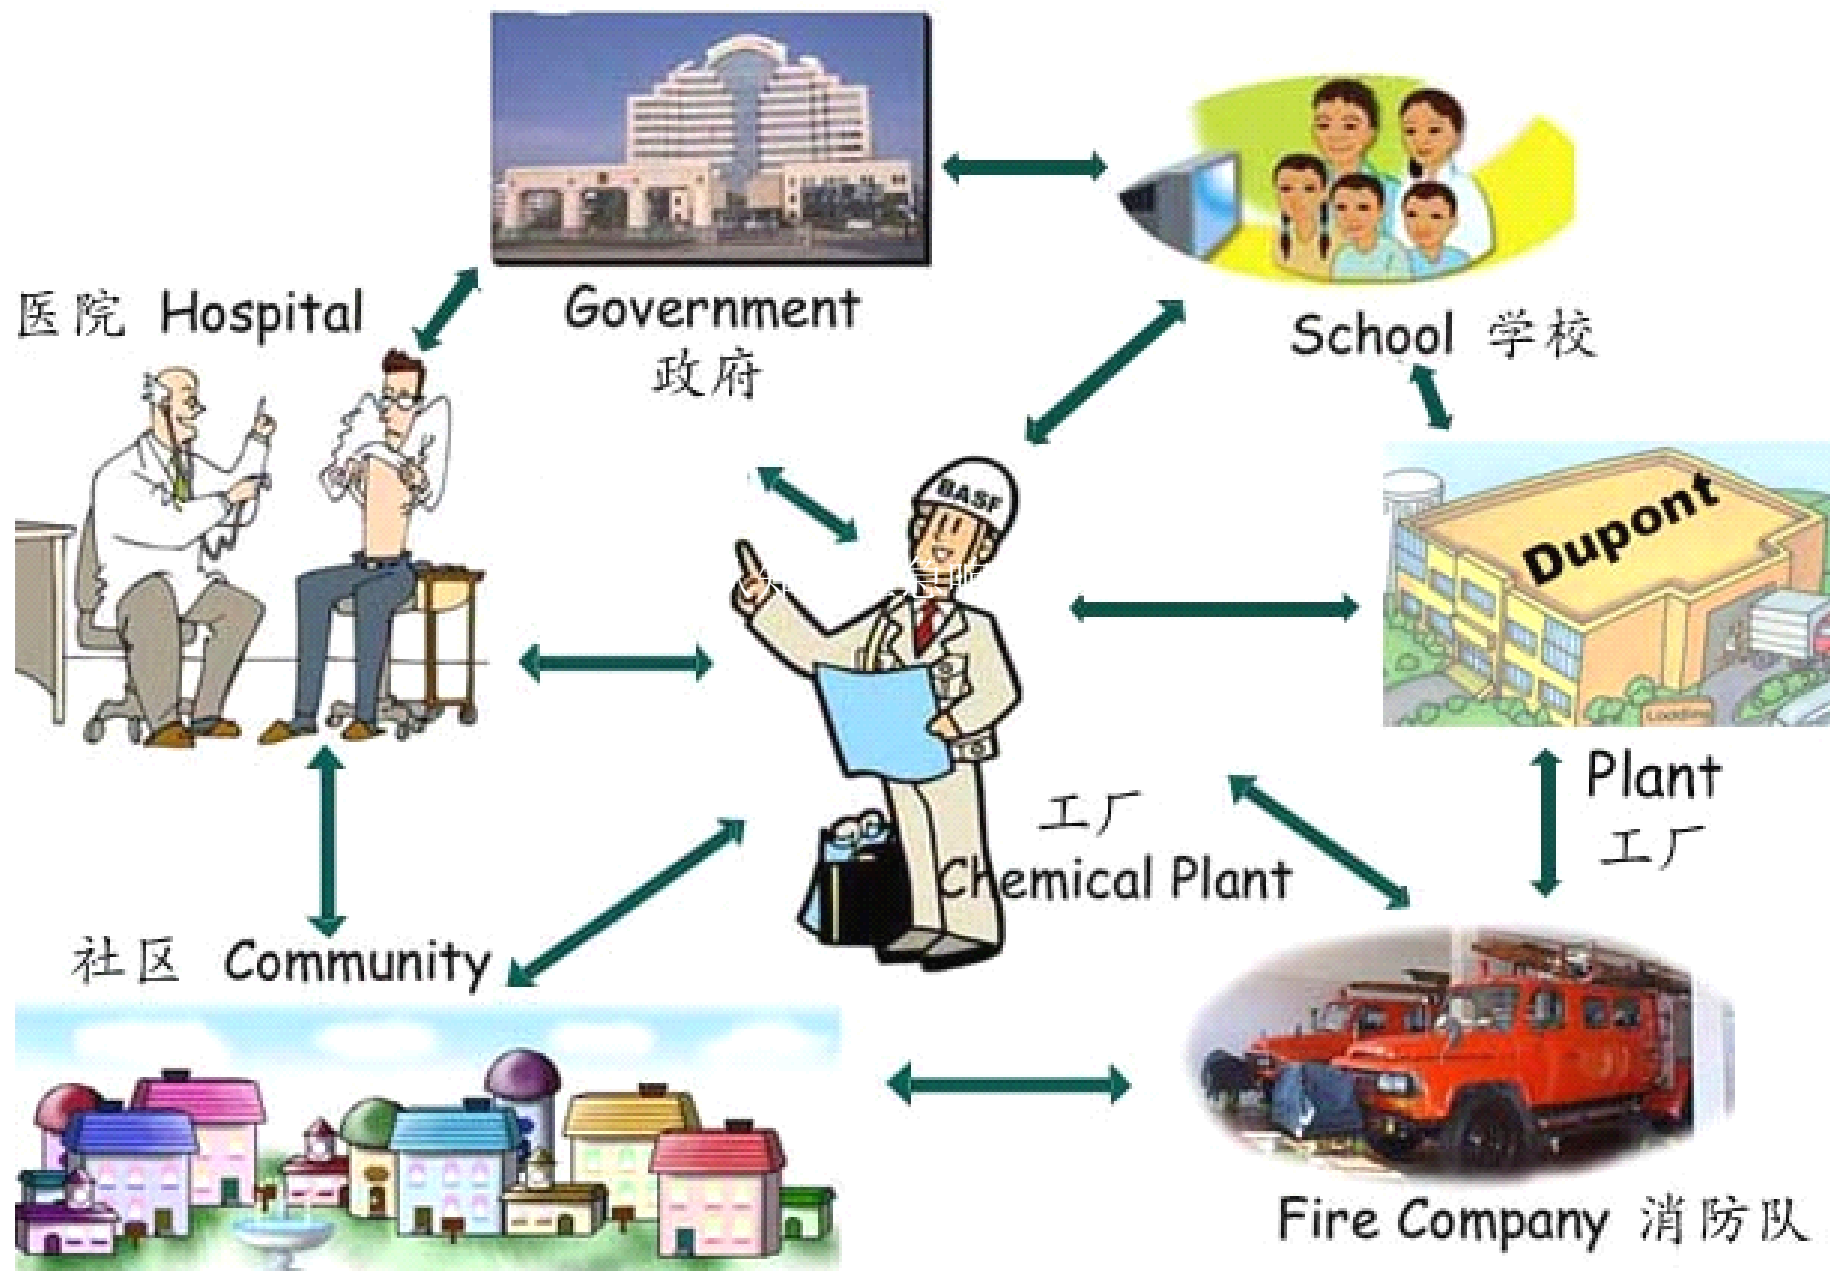 Government
政府
医院 Hospital
School 学校
BASF
Dupont
Loading
Plant
工厂
工厂
Chemical Plant
社区 Community
Fire Company 消防队